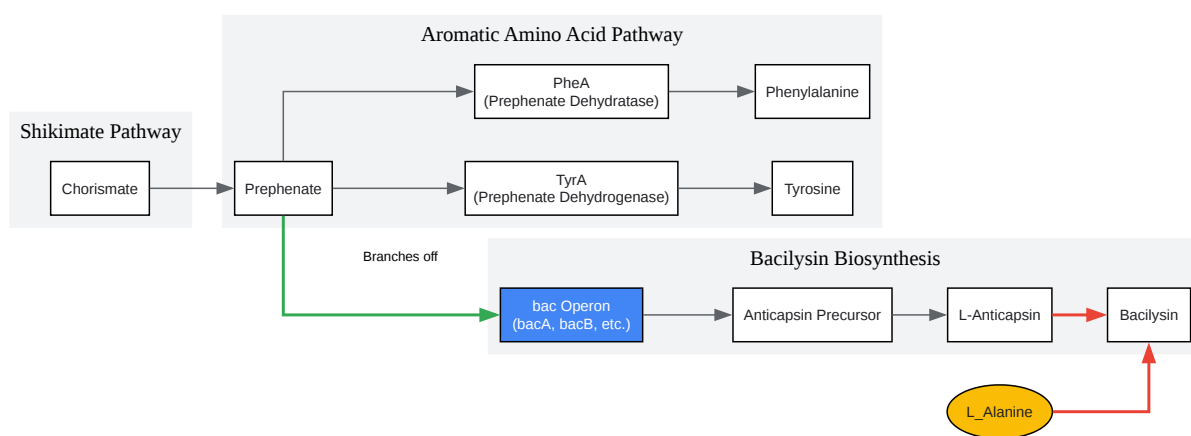 Aromatic Amino Acid Pathway
PheA
(Prephenate Dehydratase)
Phenylalanine
Shikimate Pathway
Chorismate
Prephenate
TyrA
(Prephenate Dehydrogenase)
Tyrosine
Branches off
Bacilysin Biosynthesis
bac Operon
(bacA, bacB, etc.)
Anticapsin Precursor
L-Anticapsin
Bacilysin
L_Alanine